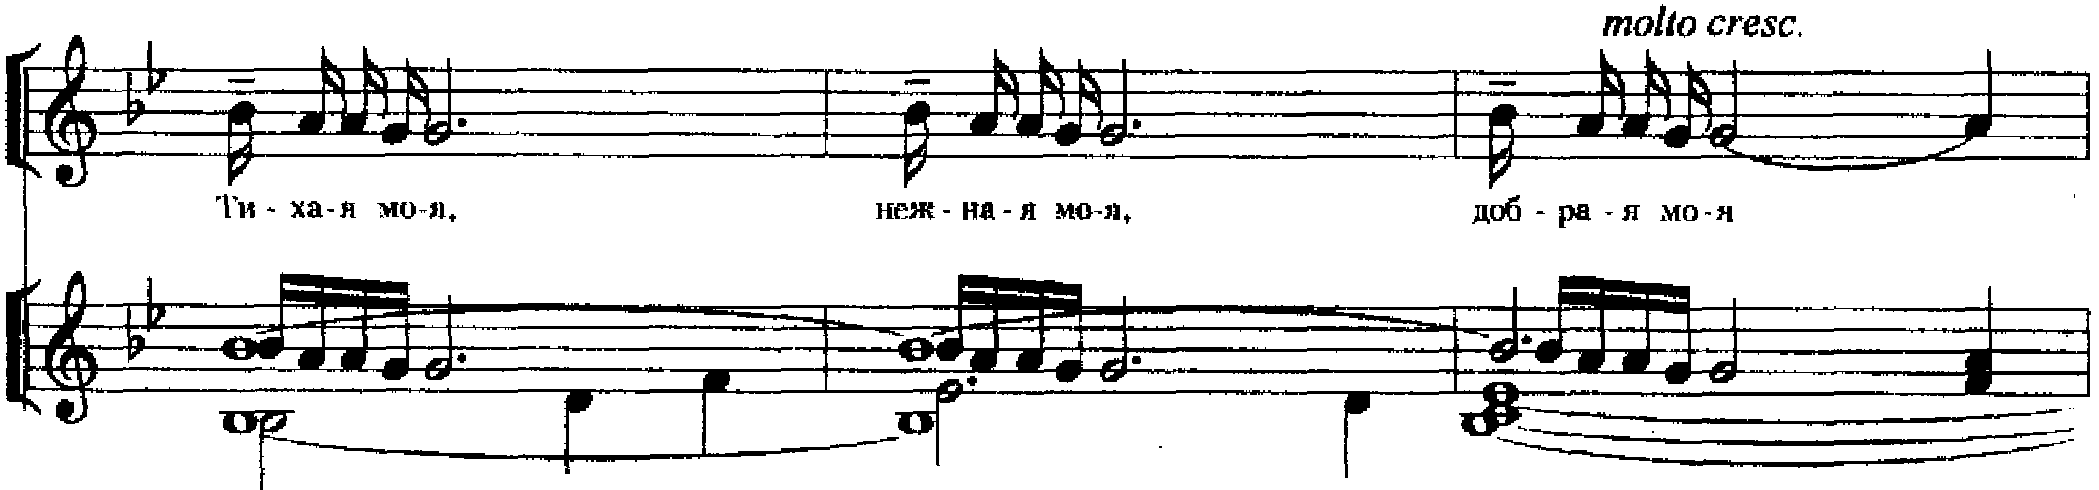 molto cresc.
Ти - ха-я мо-я, неж - на - я мо-я, доб - ра - я мо-я